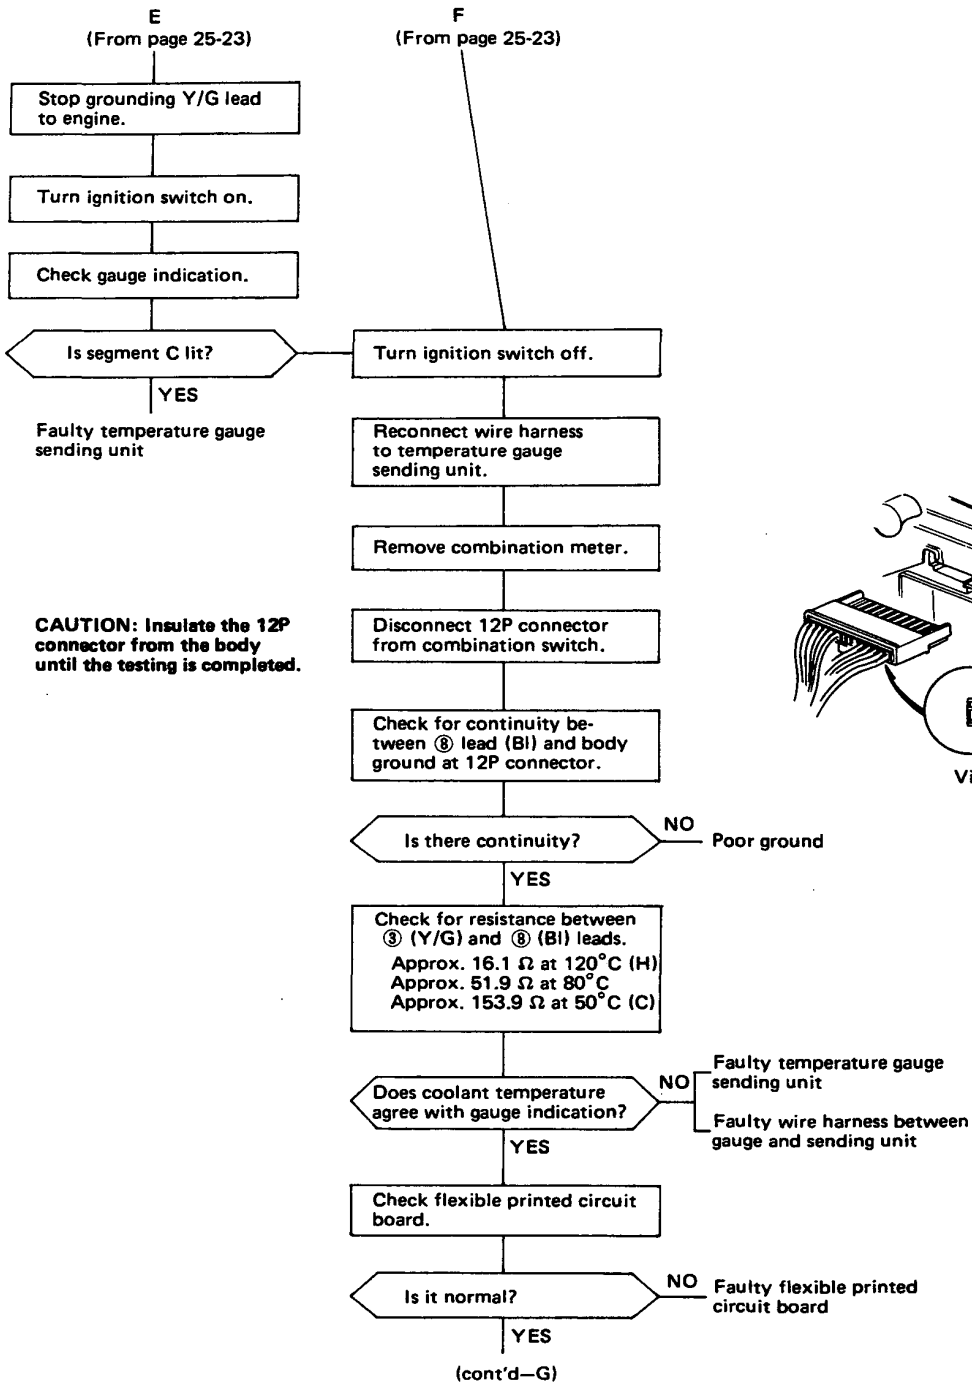 E
(From page 25-23)
F
(From page 25-23)
Stop grounding Y/G lead
to engine.
Turn ignition switch on.
Check gauge indication.
Is segment C lit?
YES
Faulty temperature gauge
sending unit
Turn ignition switch off.
Reconnect wire harness
to temperature gauge
sending unit.
Remove combination meter.
CAUTION: Insulate the 12P
connector from the body
until the testing is completed.
Disconnect 12P connector
from combination switch.
Check for continuity be-
tween ⑧ lead (Bl) and body
ground at 12P connector.
Is there continuity?
NO
Poor ground
YES
Check for resistance between
③ (Y/G) and ⑧ (Bl) leads.
Approx. 16.1 Ω at 120°C (H)
Approx. 51.9 Ω at 80°C
Approx. 153.9 Ω at 50°C (C)
Does coolant temperature
agree with gauge indication?
NO
Faulty temperature gauge
sending unit
Faulty wire harness between
gauge and sending unit
YES
Check flexible printed circuit
board.
Is it normal?
NO
Faulty flexible printed
circuit board
YES
(cont'd—G)
Vi